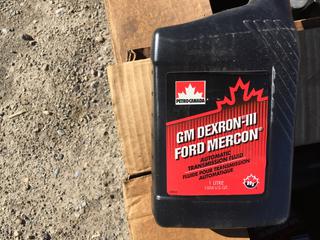 PETRO-CANADA
GM DEXRON®-III
FORD MERCON®
AUTOMATIC
TRANSMISSION FLUID
FLUIDE POUR TRANSMISSION
AUTOMATIQUE
1 LITRE